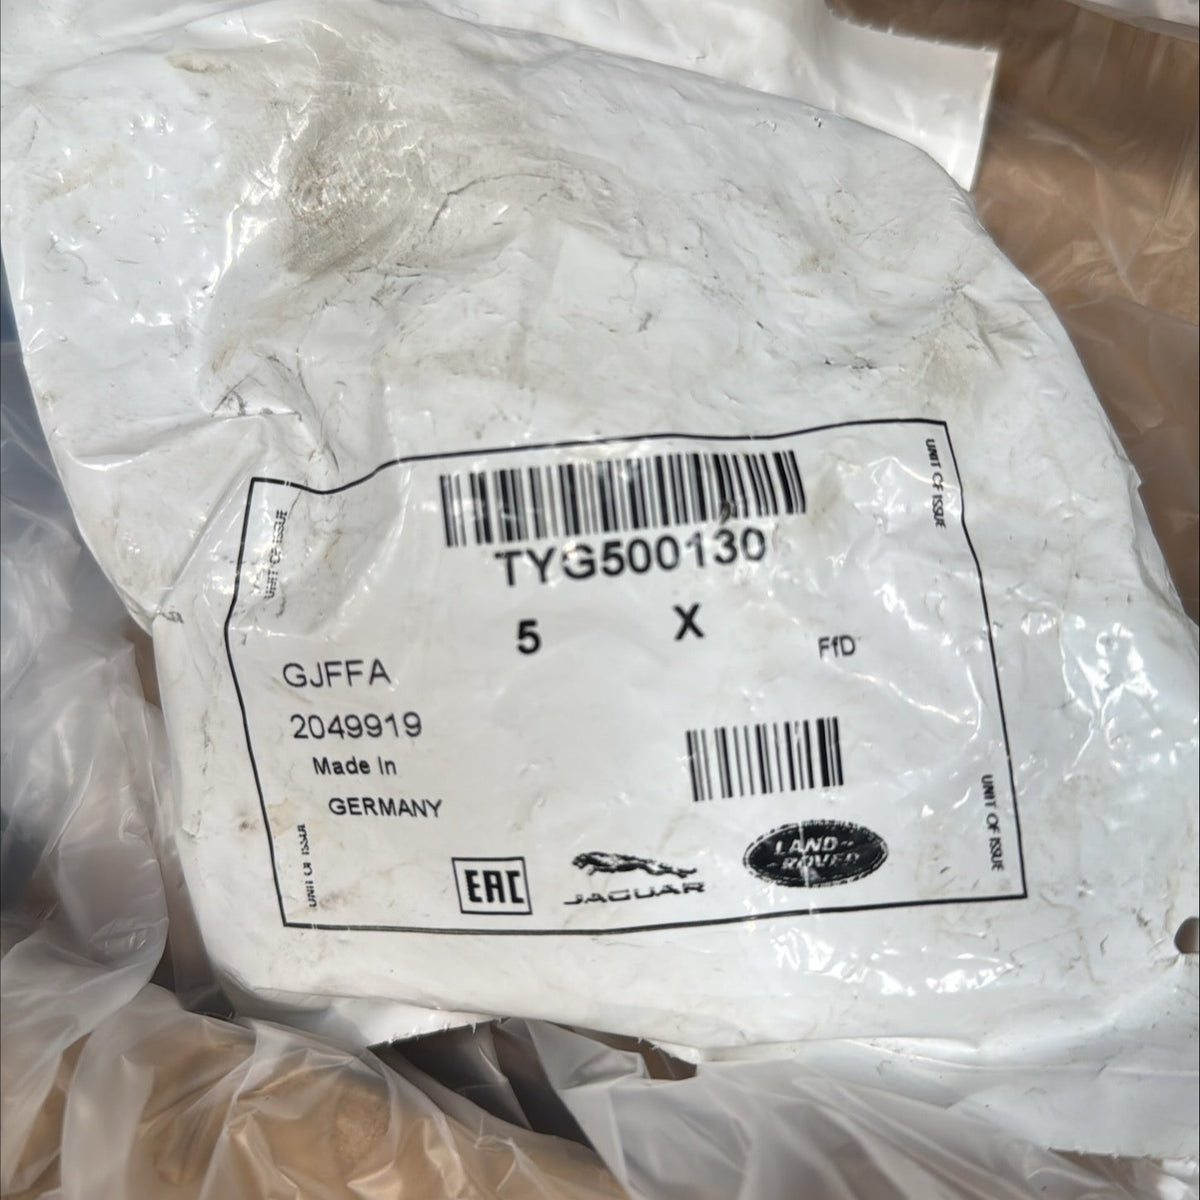 UNIT OF ISSUE
UNIT OF ISSUE
TYG500130
5 X
FfD
GJFFA
2049919
Made In
GERMANY
UNIT OF ISSUE
UNIT OF ISSUE
EAC
JAGUAR
LAND-
-ROVER